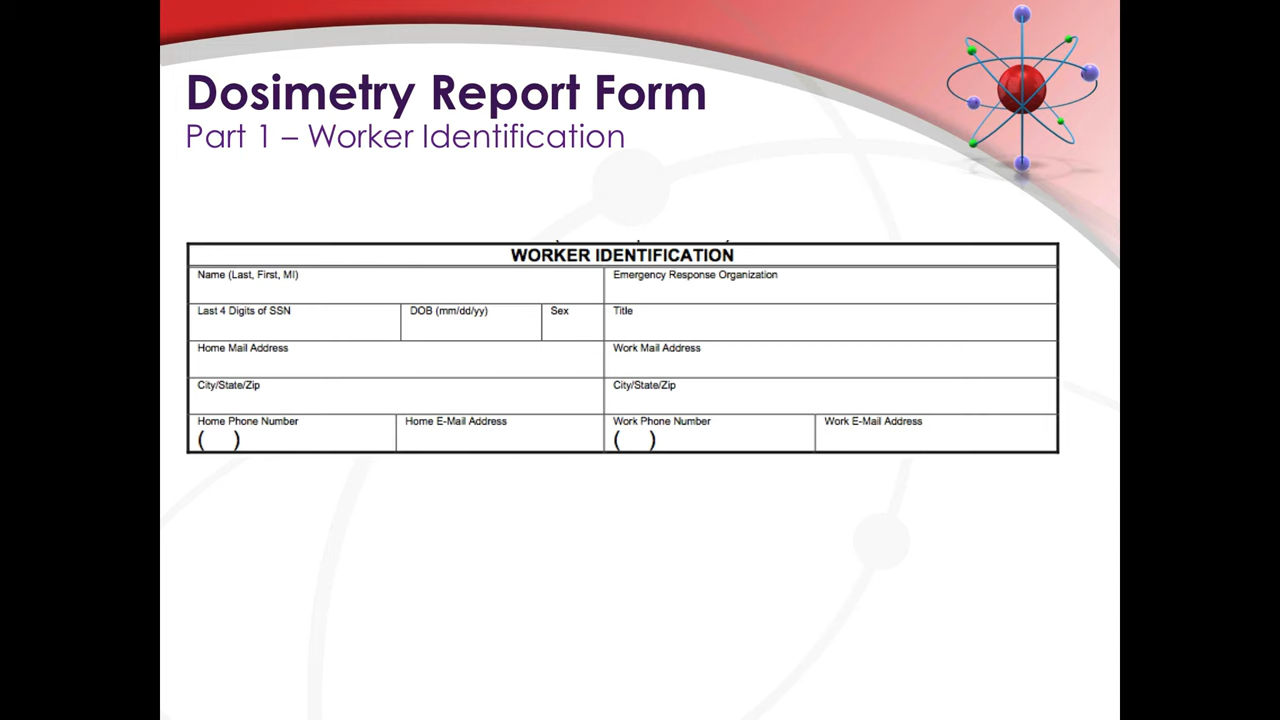 Dosimetry Report Form
Part 1 – Worker Identification
WORKER IDENTIFICATION
Name (Last, First, MI)
Emergency Response Organization
Last 4 Digits of SSN
DOB (mm/dd/yy)
Sex
Title
Home Mail Address
Work Mail Address
City/State/Zip
City/State/Zip
Home Phone Number
Home E-Mail Address
Work Phone Number
Work E-Mail Address
( )
( )